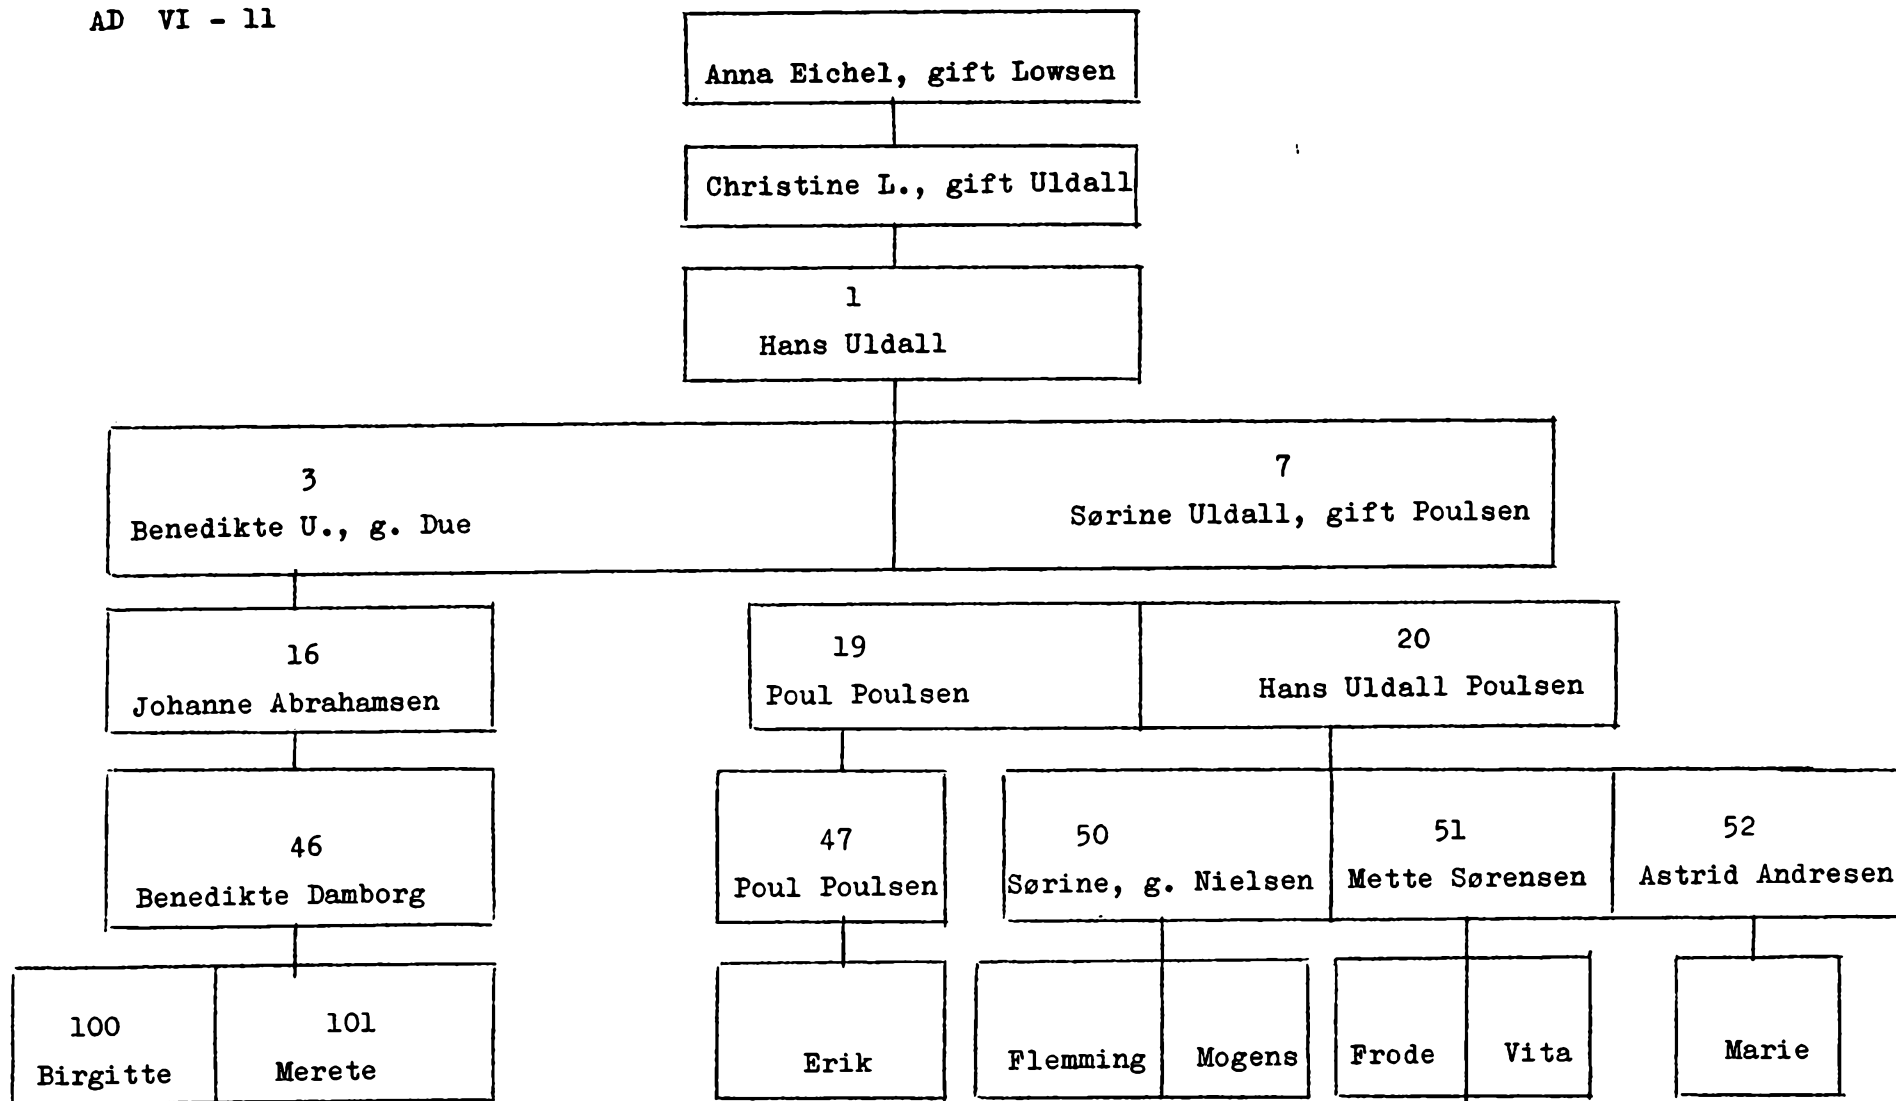 AD VI - 11
Anna Eichel, gift Lowsen
Christine L., gift Uldall
1
Hans Uldall
3
Benedikte U., g. Due
7
Sørine Uldall, gift Poulsen
16
Johanne Abrahamsen
19
Poul Poulsen
20
Hans Uldall Poulsen
46
Benedikte Damborg
47
Poul Poulsen
50
Sørine, g. Nielsen
51
Mette Sørensen
52
Astrid Andresen
100
Birgitte
101
Merete
Erik
Flemming
Mogens
Frode
Vita
Marie